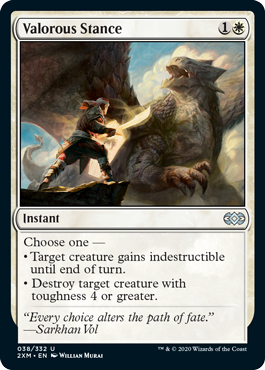 Valorous Stance 1
Instant
Choose one —
• Target creature gains indestructible
until end of turn.
• Destroy target creature with
toughness 4 or greater.
“Every choice alters the path of fate.”
—Sarkhan Vol
038/332 U
2XM • EN Willian Murai
™ & © 2020 Wizards of the Coast